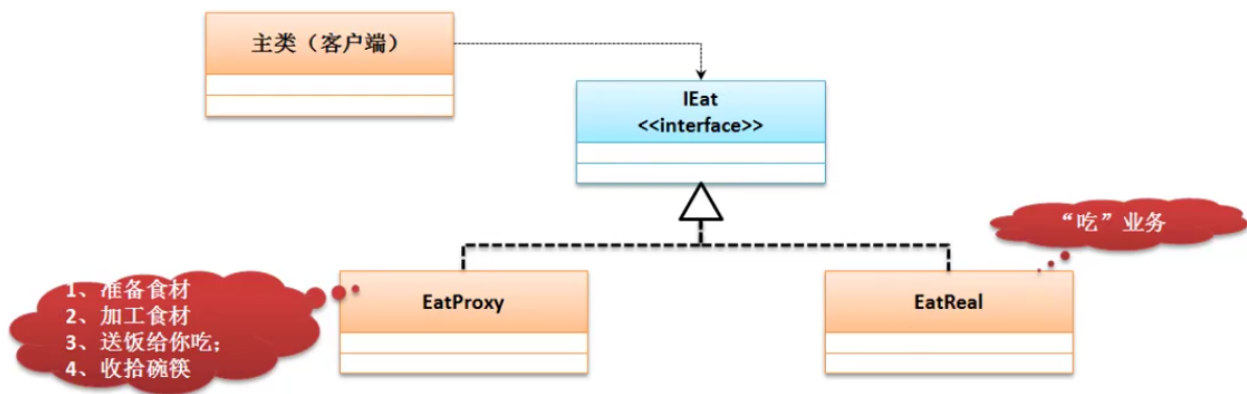 主类（客户端）
IEat
<<interface>>
“吃”业务
1、准备食材
2、加工食材
3、送饭给你吃；
4、收拾碗筷
EatProxy
EatReal